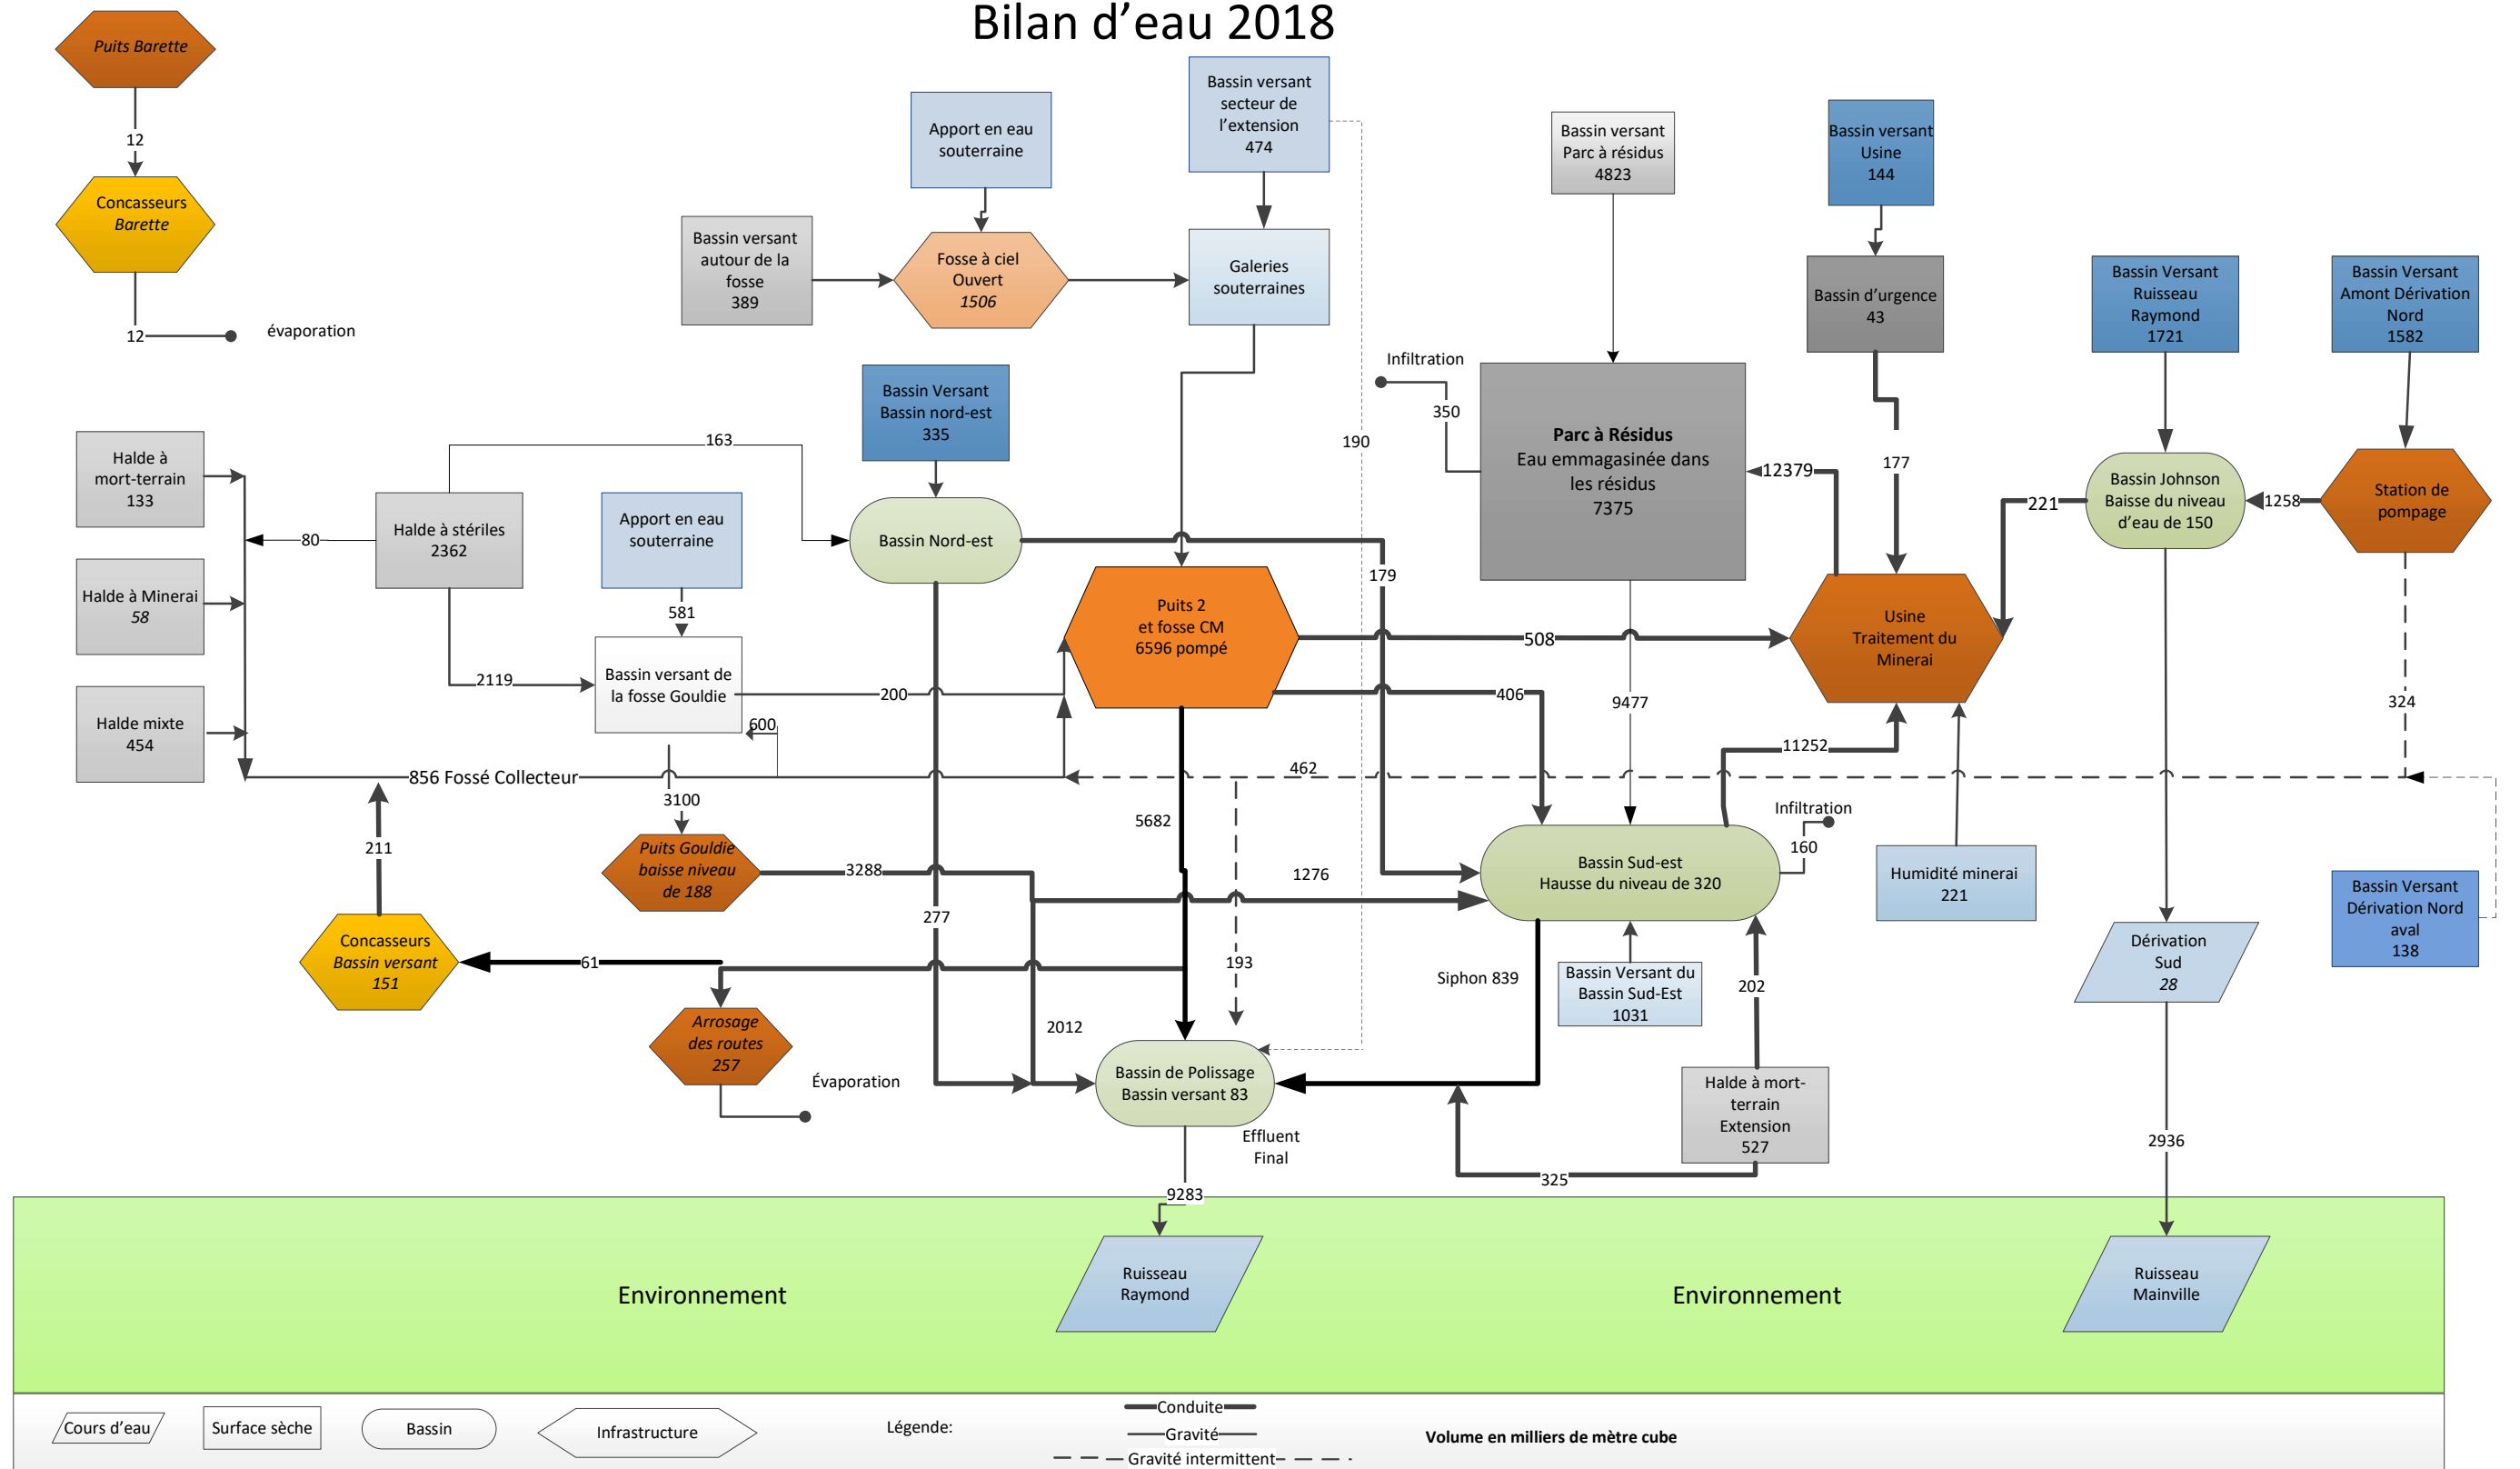 Bilan d'eau 2018
Puits Barette
12
Concasseurs
Barette
12
évaporation
Apport en eau
souterraine
Bassin versant
secteur de
l'extension
474
Bassin versant
autour de la
fosse
389
Fosse à ciel
Ouvert
1506
Galeries
souterraines
Bassin versant
Parc à résidus
4823
Bassin versant
Usine
144
Bassin d'urgence
43
Bassin Versant
Ruisseau
Raymond
1721
Bassin Versant
Amont Dérivation
Nord
1582
Infiltration
350
190
Bassin Versant
Bassin nord-est
335
163
Parc à Résidus
Eau emmagasinée dans
les résidus
7375
12379
177
221
Bassin Johnson
Baisse du niveau
d'eau de 150
1258
Station de
pompage
Halde à
mort-terrain
133
80
Halde à stériles
2362
Apport en eau
souterraine
581
Bassin Nord-est
179
Halde à Minerai
58
Puits 2
et fosse CM
6596 pompé
508
Usine
Traitement du
Minerai
2119
Bassin versant de
la fosse Gouldie
200
406
9477
324
Halde mixte
454
600
11252
856 Fossé Collecteur
462
3100
5682
Infiltration
160
211
Puits Gouldie
baisse niveau
de 188
3288
1276
Bassin Sud-est
Hausse du niveau de 320
Humidité minerai
221
Bassin Versant
Dérivation Nord
aval
138
277
Concasseurs
Bassin versant
151
61
193
Siphon 839
Bassin Versant du
Bassin Sud-Est
1031
202
Dérivation
Sud
28
Arrosage
des routes
257
2012
Évaporation
Bassin de Polissage
Bassin versant 83
Halde à mort-
terrain
Extension
527
Effluent
Final
325
2936
9283
Environnement
Ruisseau
Raymond
Environnement
Ruisseau
Mainville
Cours d'eau
Surface sèche
Bassin
Infrastructure
Légende:
Conduite
Gravité
Gravité intermittent
Volume en milliers de mètre cube